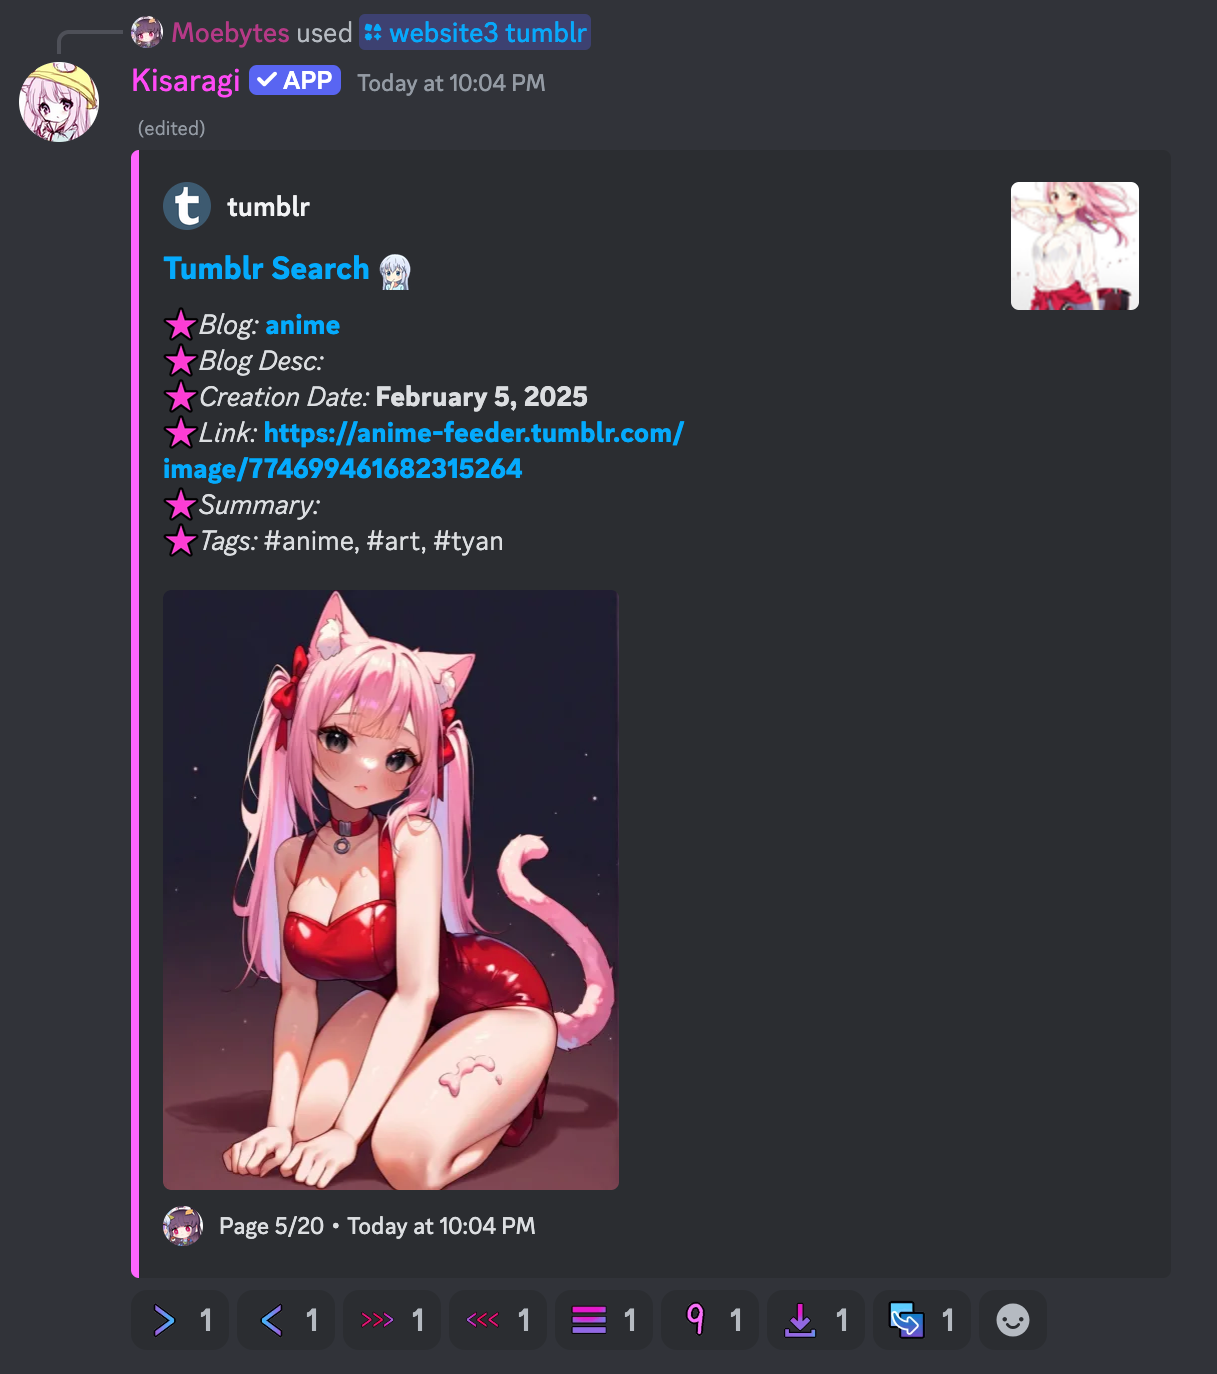 Moebytes used website3 tumblr
Kisaragi APP Today at 10:04 PM
(edited)
tumblr
Tumblr Search
Blog: anime
Blog Desc:
Creation Date: February 5, 2025
Link: https://anime-feeder.tumblr.com/
image/774699461682315264
Summary:
Tags: #anime, #art, #tyan
Page 5/20 • Today at 10:04 PM
1 1 1 1 1 9 1 1 1